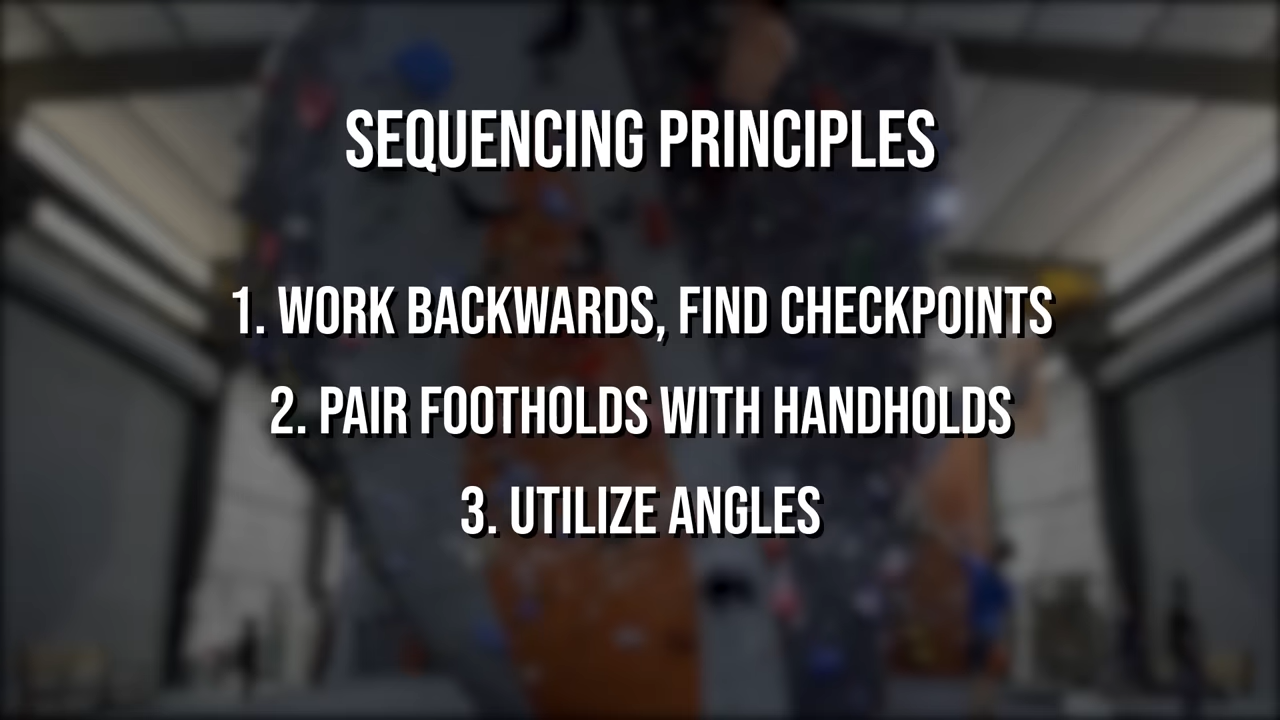 SEQUENCING PRINCIPLES
1. WORK BACKWARDS, FIND CHECKPOINTS
2. PAIR FOOTHOLDS WITH HANDHOLDS
3. UTILIZE ANGLES